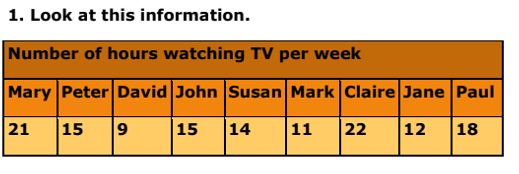 1. Look at this information.
Number of hours watching TV per week
Mary Peter David John Susan Mark Claire Jane Paul
21 15 9 15 14 11 22 12 18